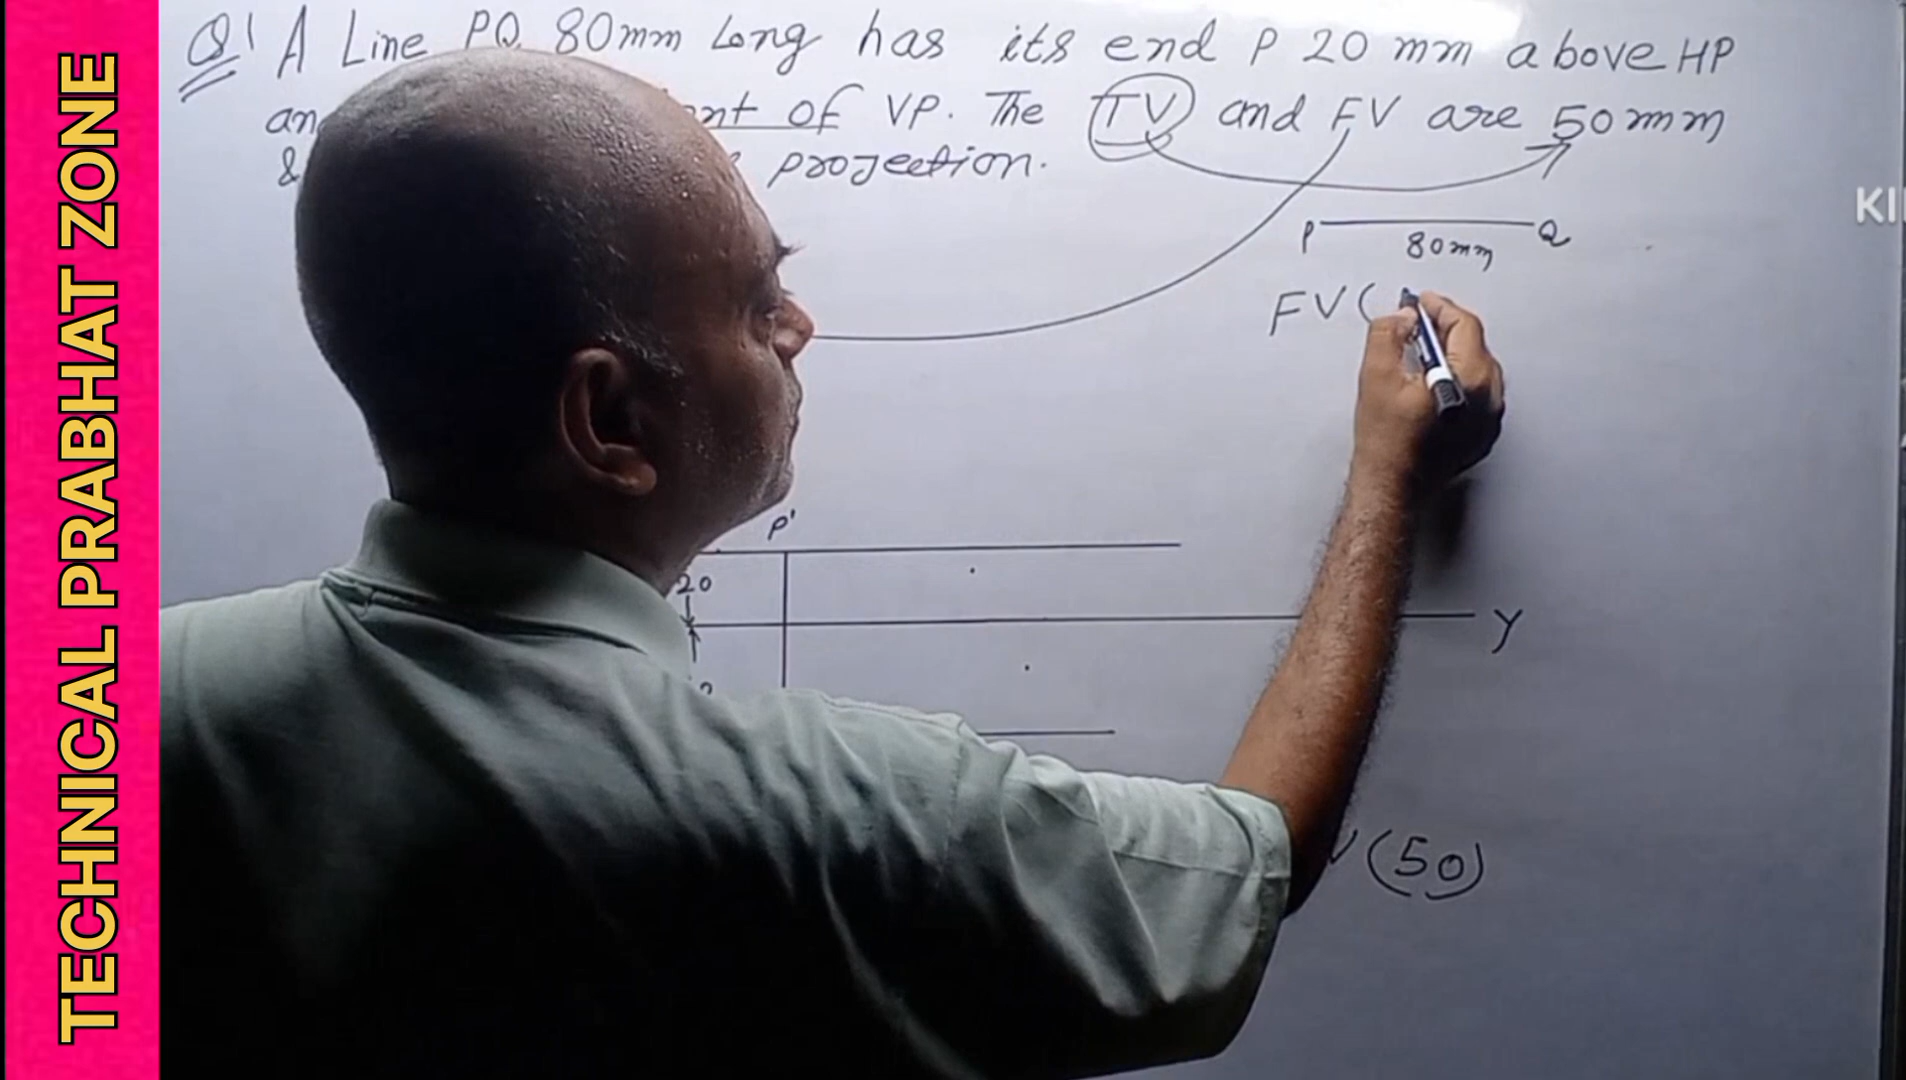 TECHNICAL PRABHAT ZONE
Q1 A Line PQ 80mm Long has its end P 20 mm above HP
of VP. The TV and FV are 50mm
& projection.
P Q
80mm
FV(
P'
20
Y
(50)
KI